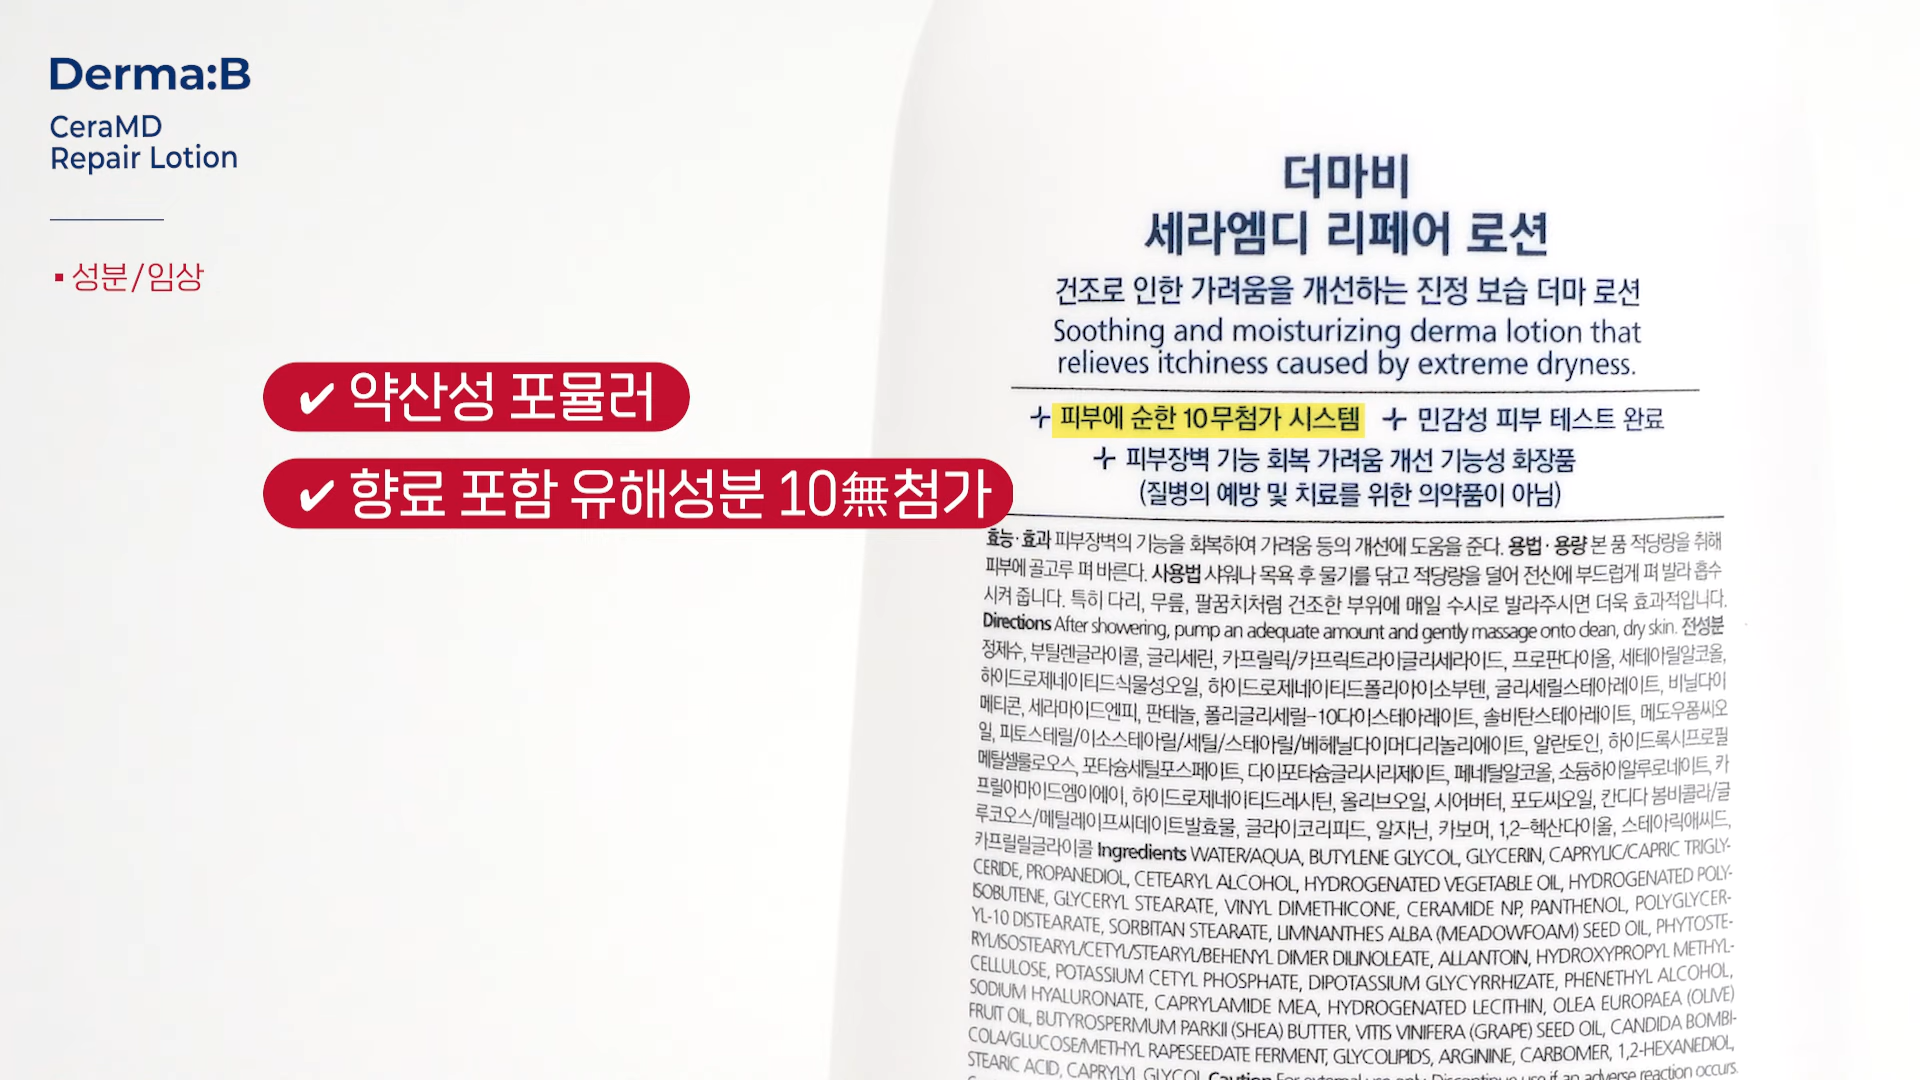 Derma:B
CeraMD
Repair Lotion
성분/임상
✔ 약산성 포뮬러
✔ 향료 포함 유해성분 10無첨가
더마비
세라엠디 리페어 로션
건조로 인한 가려움을 개선하는 진정 보습 더마 로션
Soothing and moisturizing derma lotion that
relieves itchiness caused by extreme dryness.
+ 피부에 순한 10무첨가 시스템 + 민감성 피부 테스트 완료
+ 피부장벽 기능 회복 가려움 개선 기능성 화장품
(질병의 예방 및 치료를 위한 의약품이 아님)
효능·효과 피부장벽의 기능을 회복하여 가려움 등의 개선에 도움을 준다. 용법·용량 본 품 적당량을 취해
피부에 골고루 펴 바른다. 사용법 샤워나 목욕 후 물기를 닦고 적당량을 덜어 전신에 부드럽게 펴 발라 흡수
시켜 줍니다. 특히 다리, 무릎, 팔꿈치처럼 건조한 부위에 매일 수시로 발라주시면 더욱 효과적입니다.
Directions After showering, pump an adequate amount and gently massage onto clean, dry skin. 전성분
정제수, 부틸렌글라이콜, 글리세린, 카프릴릭/카프릭트라이글리세라이드, 프로판다이올, 세테아릴알코올,
하이드로제네이티드식물성오일, 하이드로제네이티드폴리아이소부텐, 글리세릴스테아레이트, 비닐다이
메티콘, 세라마이드엔피, 판테놀, 폴리글리세릴-10다이스테아레이트, 솔비탄스테아레이트, 메도우폼씨오
일, 피토스테릴/이소스테아릴/세틸/스테아릴/베헤닐다이머디리놀리에이트, 알란토인, 하이드록시프로필
메틸셀룰로오스, 포타슘세틸포스페이트, 다이포타슘글리시리제이트, 페네틸알코올, 소듐하이알루로네이트, 카
프릴아마이드엠이에이, 하이드로제네이티드레시틴, 올리브오일, 시어버터, 포도씨오일, 칸디다 봄비콜라/글
루코오스/메틸레이프씨데이트발효물, 글라이코리피드, 알지닌, 카보머, 1,2-헥산다이올, 스테아릭애씨드,
카프릴릴글라이콜 Ingredients WATER/AQUA, BUTYLENE GLYCOL, GLYCERIN, CAPRYLIC/CAPRIC TRIGLY-
CERIDE, PROPANEDIOL, CETEARYL ALCOHOL, HYDROGENATED VEGETABLE OIL, HYDROGENATED POLY-
ISOBUTENE, GLYCERYL STEARATE, VINYL DIMETHICONE, CERAMIDE NP, PANTHENOL, POLYGLYCER-
YL-10 DISTEARATE, SORBITAN STEARATE, LIMNANTHES ALBA (MEADOWFOAM) SEED OIL, PHYTOSTE-
RYL/ISOSTEARYL/CETYL/STEARYL/BEHENYL DIMER DILINOLEATE, ALLANTOIN, HYDROXYPROPYL METHYL-
CELLULOSE, POTASSIUM CETYL PHOSPHATE, DIPOTASSIUM GLYCYRRHIZATE, PHENETHYL ALCOHOL,
SODIUM HYALURONATE, CAPRYLAMIDE MEA, HYDROGENATED LECITHIN, OLEA EUROPAEA (OLIVE)
FRUIT OIL, BUTYROSPERMUM PARKII (SHEA) BUTTER, VITIS VINIFERA (GRAPE) SEED OIL, CANDIDA BOMBI-
COLA/GLUCOSE/METHYL RAPESEEDATE FERMENT, GLYCOLIPIDS, ARGININE, CARBOMER, 1,2-HEXANEDIOL,
STEARIC ACID, CAPRYLYL GLYCOL Caution For external use only. Discontinue use if an adverse reaction occurs.